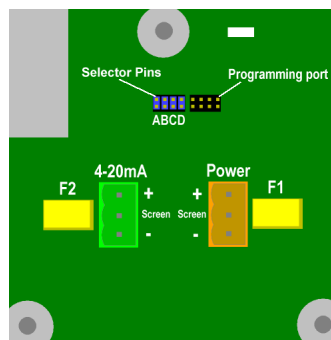 Selector Pins
Programming port
ABCD
4-20mA
Power
F2
F1
+ +
Screen Screen
- -